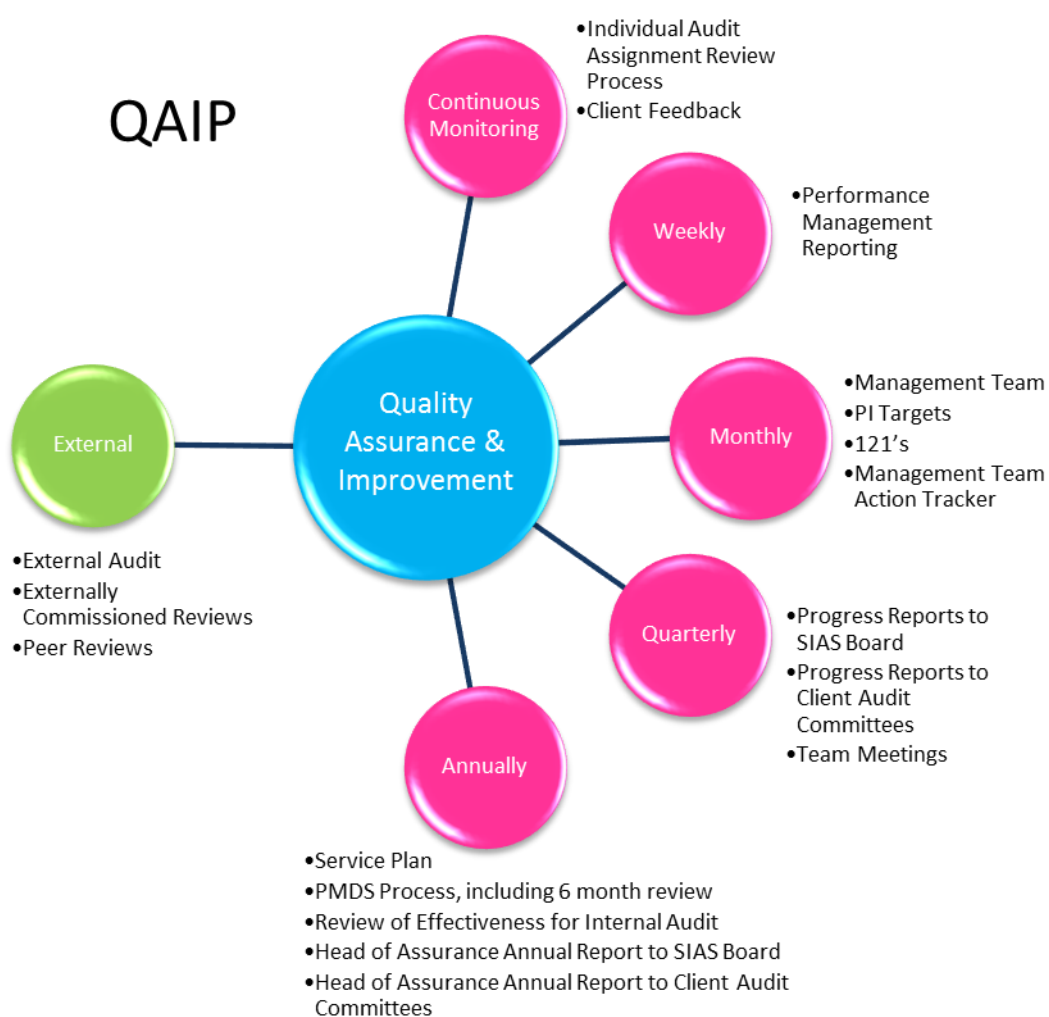 QAIP
Continuous
Monitoring
•Individual Audit
Assignment Review
Process
•Client Feedback
Weekly
•Performance
Management
Reporting
Monthly
•Management Team
•PI Targets
•121’s
•Management Team
Action Tracker
Quarterly
•Progress Reports to
SIAS Board
•Progress Reports to
Client Audit
Committees
•Team Meetings
Annually
•Service Plan
•PMDS Process, including 6 month review
•Review of Effectiveness for Internal Audit
•Head of Assurance Annual Report to SIAS Board
•Head of Assurance Annual Report to Client Audit
Committees
External
•External Audit
•Externally
Commissioned Reviews
•Peer Reviews
Quality
Assurance &
Improvement